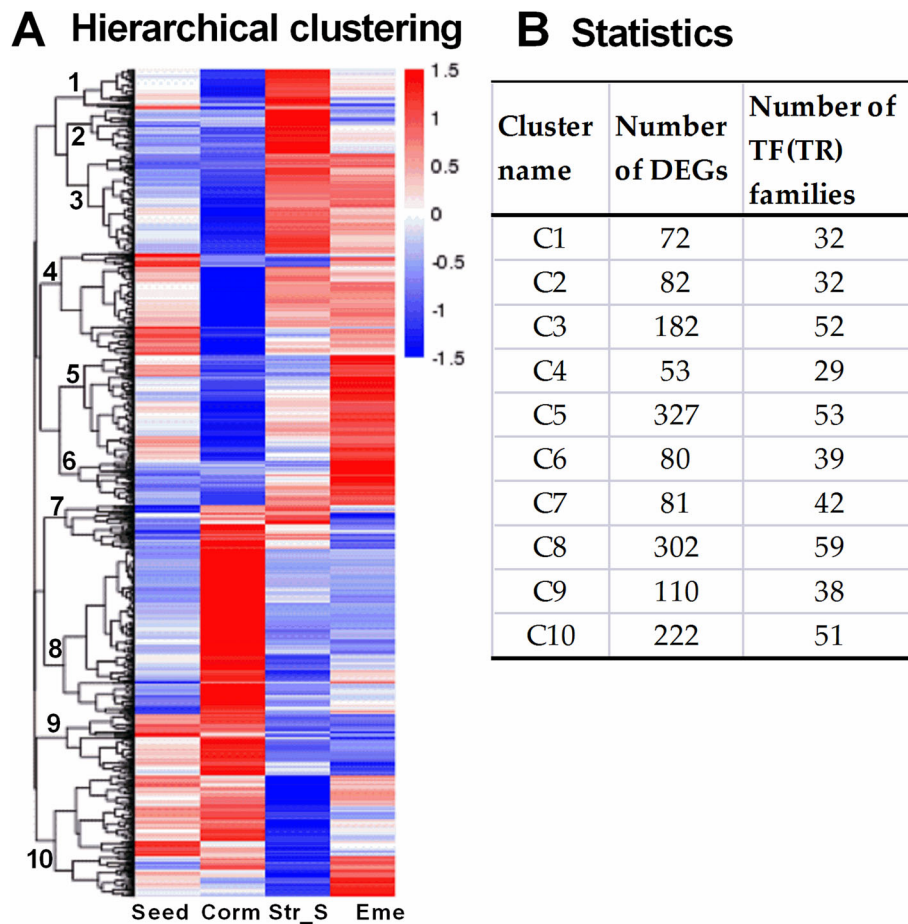 A Hierarchical clustering
1
2
3
4
5
6
7
8
9
10
1.5
1
0.5
0
-0.5
-1
-1.5
Seed Corm Str_S Eme
B Statistics
Cluster name Number of DEGs Number of TF(TR) families
C1 72 32
C2 82 32
C3 182 52
C4 53 29
C5 327 53
C6 80 39
C7 81 42
C8 302 59
C9 110 38
C10 222 51